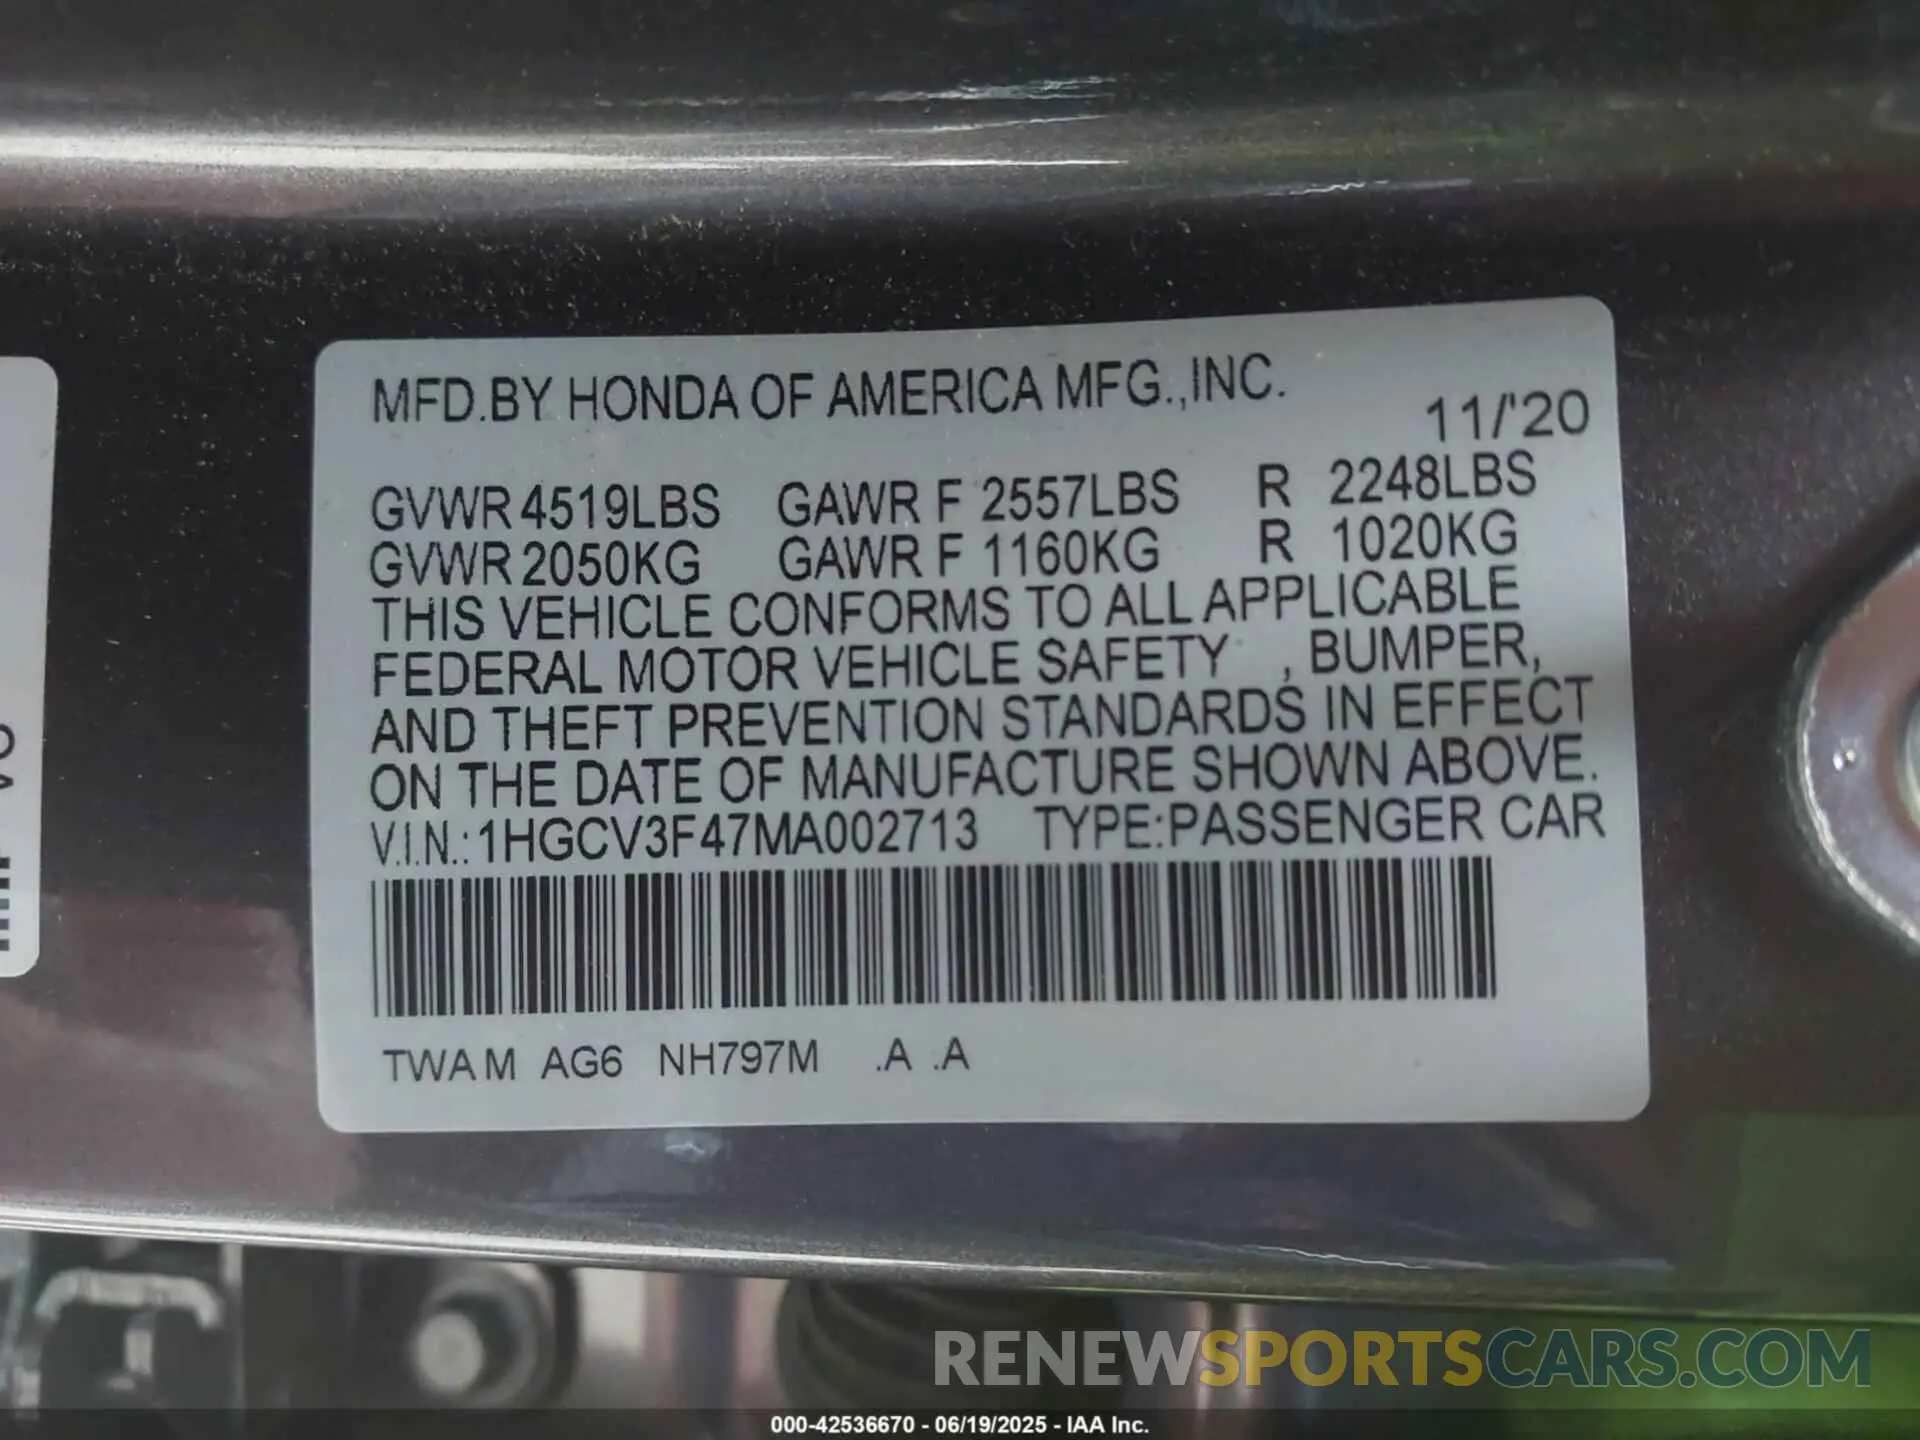 MFD.BY HONDA OF AMERICA MFG.,INC.
11/'20
GVWR 4519LBS GAWR F 2557LBS R 2248LBS
GVWR 2050KG GAWR F 1160KG R 1020KG
THIS VEHICLE CONFORMS TO ALL APPLICABLE
FEDERAL MOTOR VEHICLE SAFETY , BUMPER,
AND THEFT PREVENTION STANDARDS IN EFFECT
ON THE DATE OF MANUFACTURE SHOWN ABOVE.
V.I.N.: 1HGCV3F47MA002713 TYPE:PASSENGER CAR
TWAM AG6 NH797M .A .A
RENEWSPORTSCARS.COM
000-42536670 - 06/19/2025 - IAA Inc.